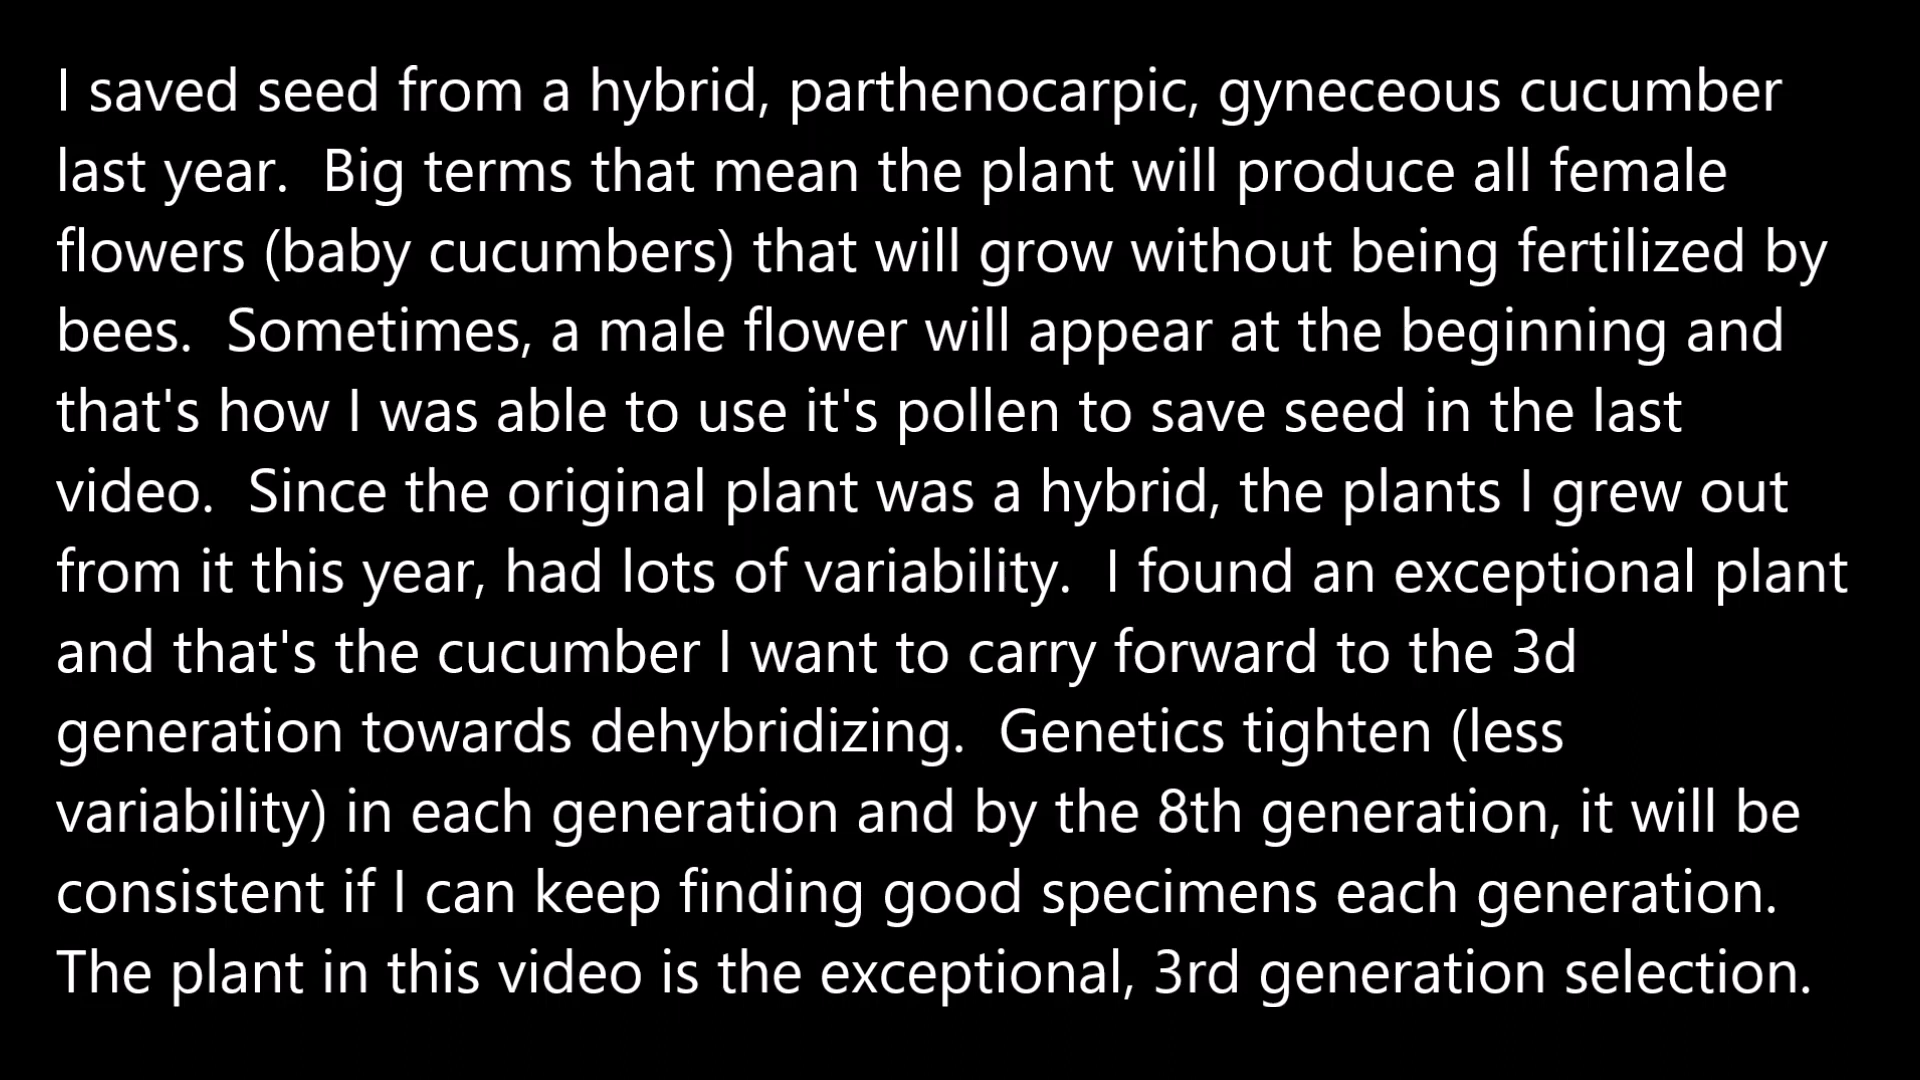 I saved seed from a hybrid, parthenocarpic, gyneceous cucumber
last year.  Big terms that mean the plant will produce all female
flowers (baby cucumbers) that will grow without being fertilized by
bees.  Sometimes, a male flower will appear at the beginning and
that's how I was able to use it's pollen to save seed in the last
video.  Since the original plant was a hybrid, the plants I grew out
from it this year, had lots of variability.  I found an exceptional plant
and that's the cucumber I want to carry forward to the 3d
generation towards dehybridizing.  Genetics tighten (less
variability) in each generation and by the 8th generation, it will be
consistent if I can keep finding good specimens each generation.
The plant in this video is the exceptional, 3rd generation selection.